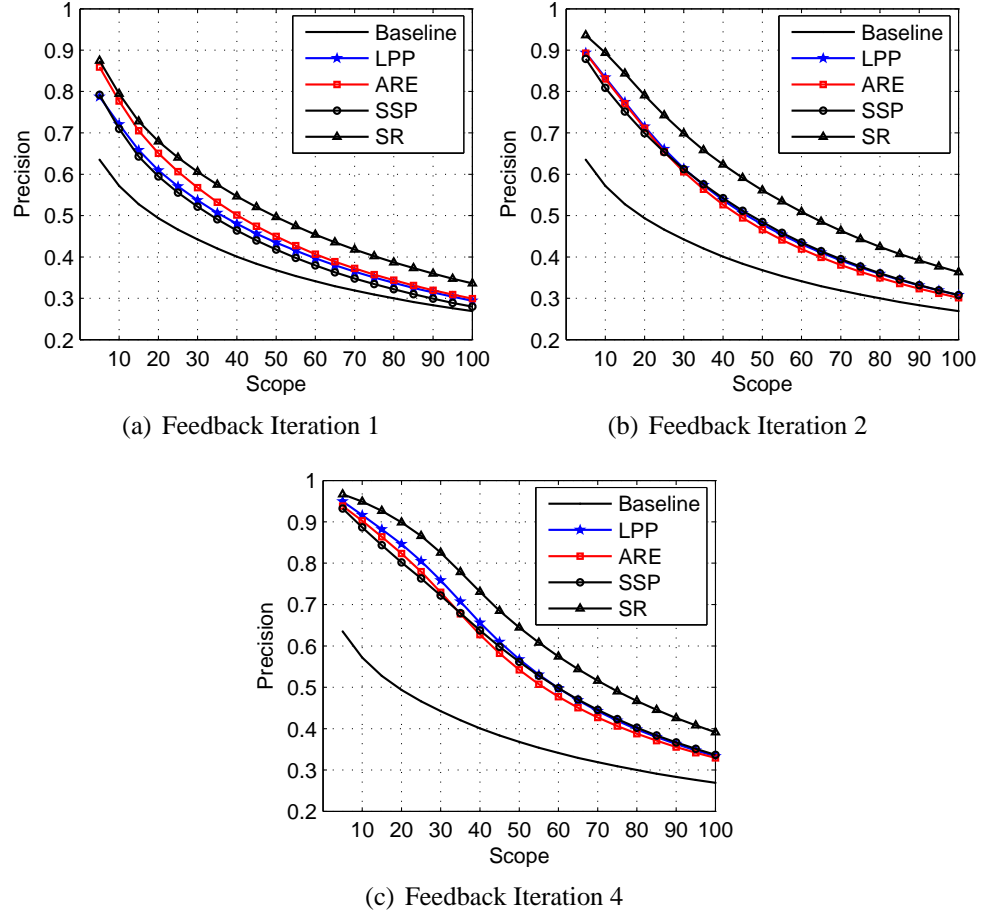 1
0.9
0.8
0.7
0.6
0.5
0.4
0.3
0.2
Precision
10 20 30 40 50 60 70 80 90 100
Scope
Baseline
LPP
ARE
SSP
SR
(a) Feedback Iteration 1
1
0.9
0.8
0.7
0.6
0.5
0.4
0.3
0.2
Precision
10 20 30 40 50 60 70 80 90 100
Scope
Baseline
LPP
ARE
SSP
SR
(b) Feedback Iteration 2
1
0.9
0.8
0.7
0.6
0.5
0.4
0.3
0.2
Precision
10 20 30 40 50 60 70 80 90 100
Scope
Baseline
LPP
ARE
SSP
SR
(c) Feedback Iteration 4